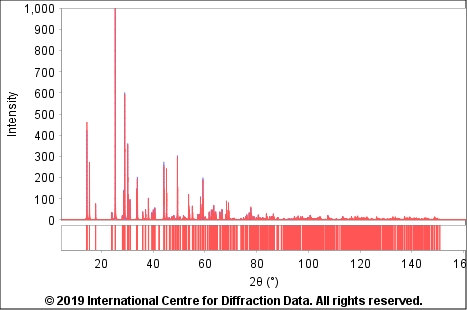 1,000
900
800
700
600
500
400
300
200
100
0
Intensity
20 40 60 80 100 120 140 16
2θ (°)
© 2019 International Centre for Diffraction Data. All rights reserved.